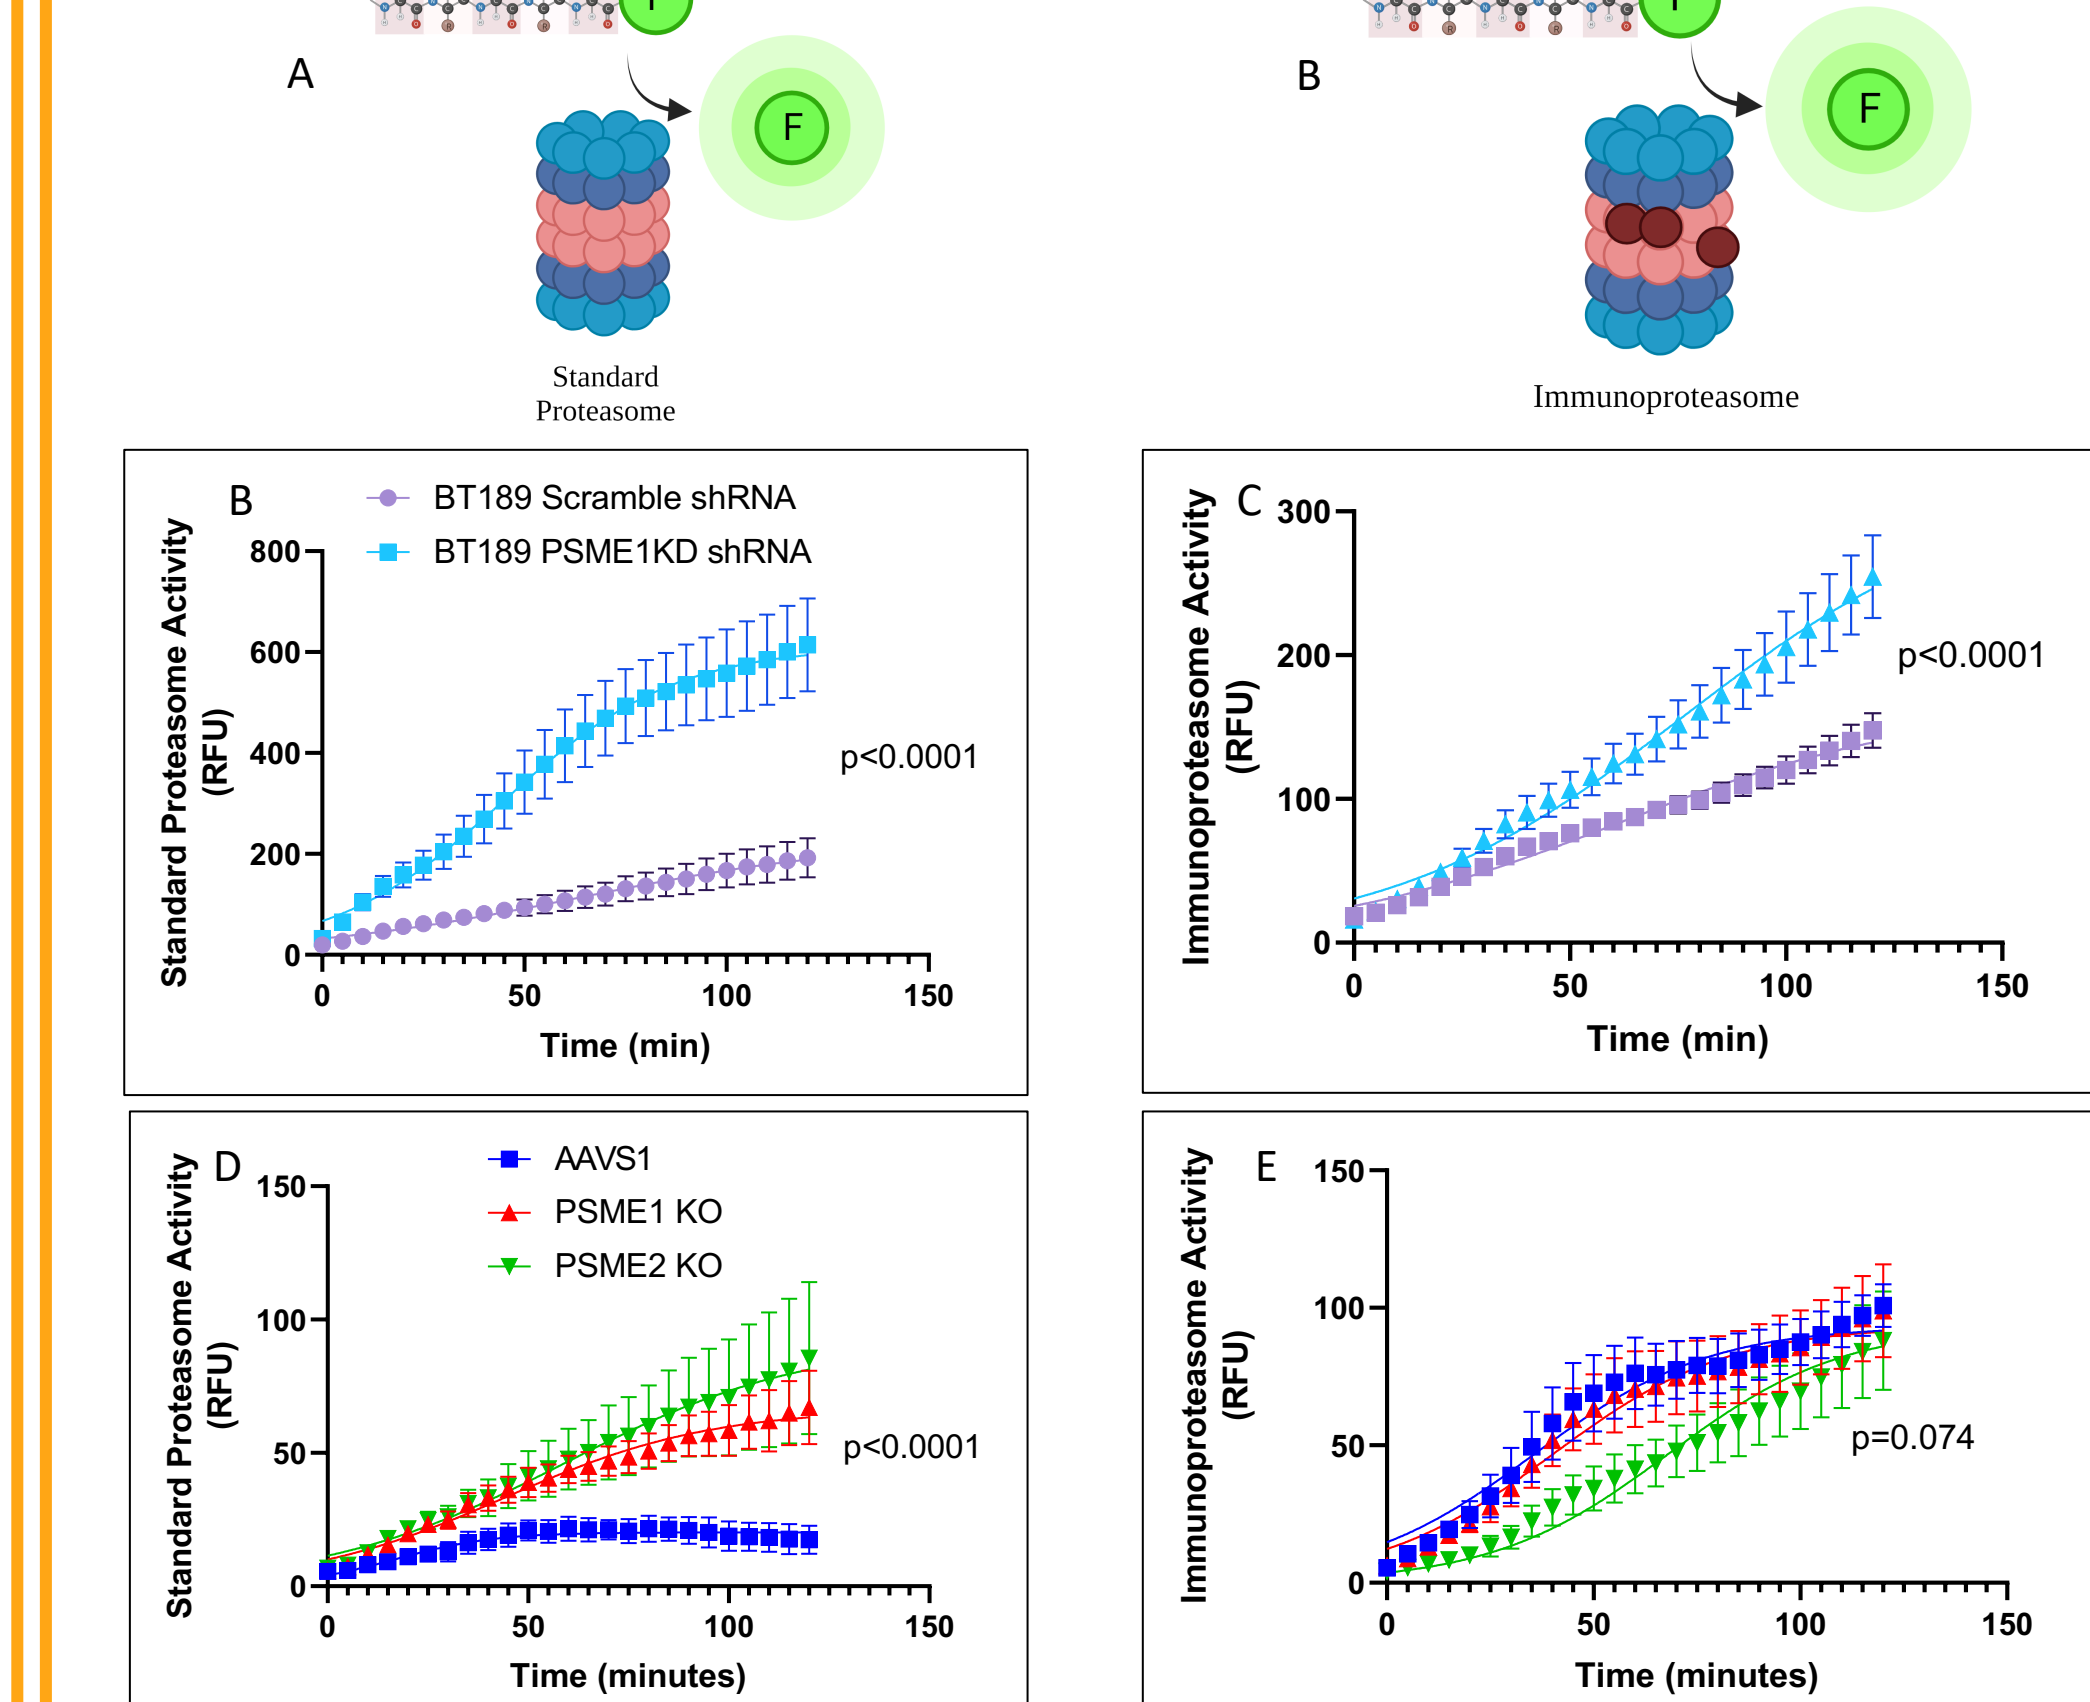 F
F
A
B
F
F
Standard
Proteasome
Immunoproteasome
B
BT189 Scramble shRNA
BT189 PSME1KD shRNA
Standard Proteasome Activity
(RFU)
800
600
400
200
0
0 50 100 150
Time (min)
p<0.0001
C
Immunoproteasome Activity
(RFU)
300
200
100
0
0 50 100 150
Time (min)
p<0.0001
D
AAVS1
PSME1 KO
PSME2 KO
Standard Proteasome Activity
(RFU)
150
100
50
0
0 50 100 150
Time (minutes)
p<0.0001
E
Immunoproteasome Activity
(RFU)
150
100
50
0
0 50 100 150
Time (minutes)
p=0.074